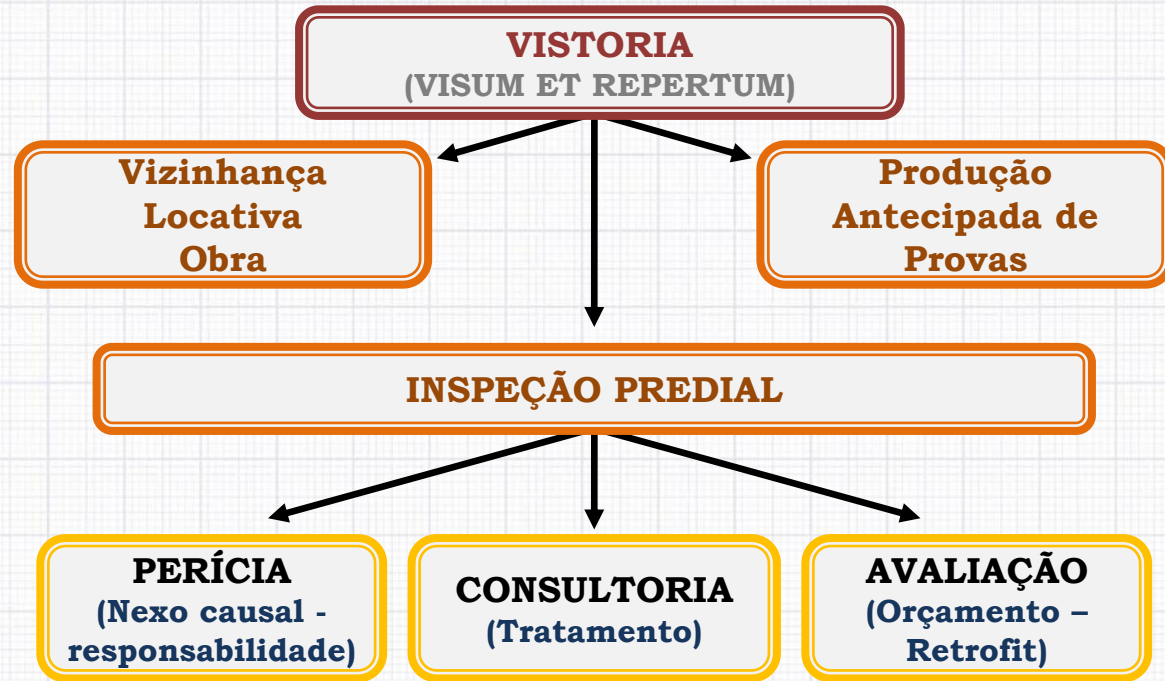 VISTORIA
(VISUM ET REPERTUM)
Vizinhança
Locativa
Obra
Produção
Antecipada de
Provas
INSPEÇÃO PREDIAL
PERÍCIA
(Nexo causal -
responsabilidade)
CONSULTORIA
(Tratamento)
AVALIAÇÃO
(Orçamento –
Retrofit)